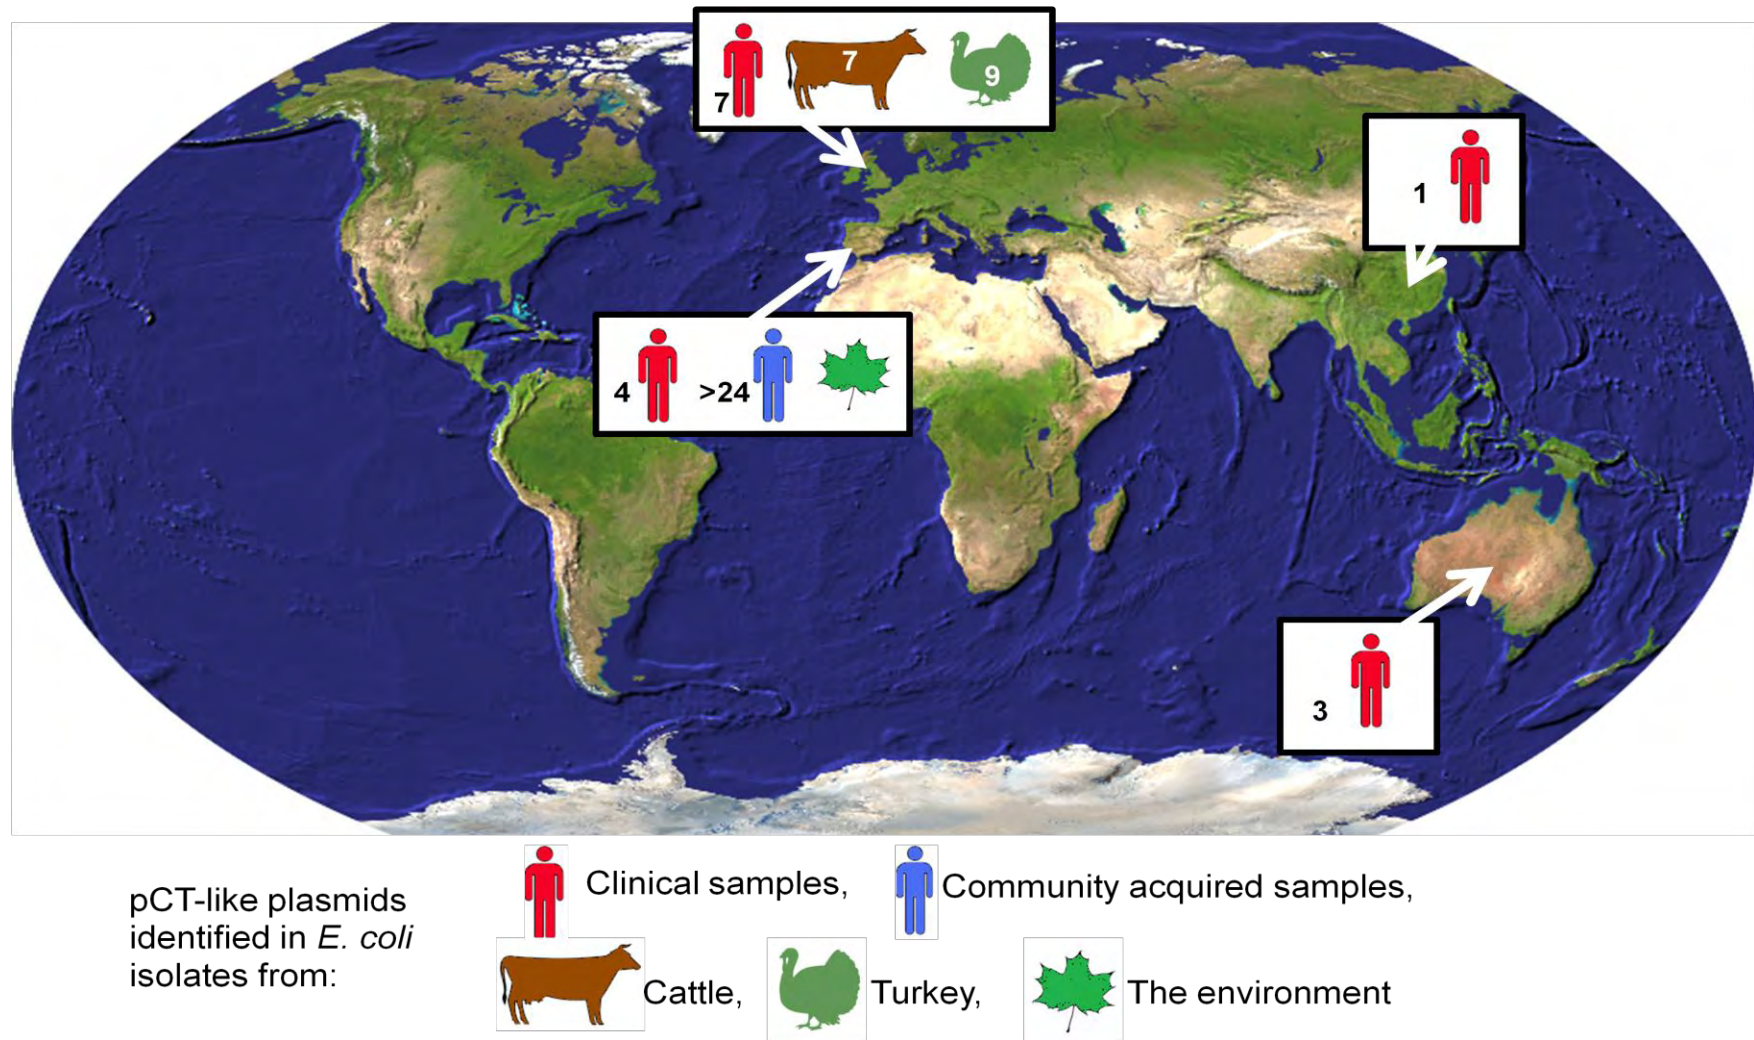 7
7
9
1
4
>24
3
pCT-like plasmids
identified in E. coli
isolates from:
Clinical samples,
Community acquired samples,
Cattle,
Turkey,
The environment